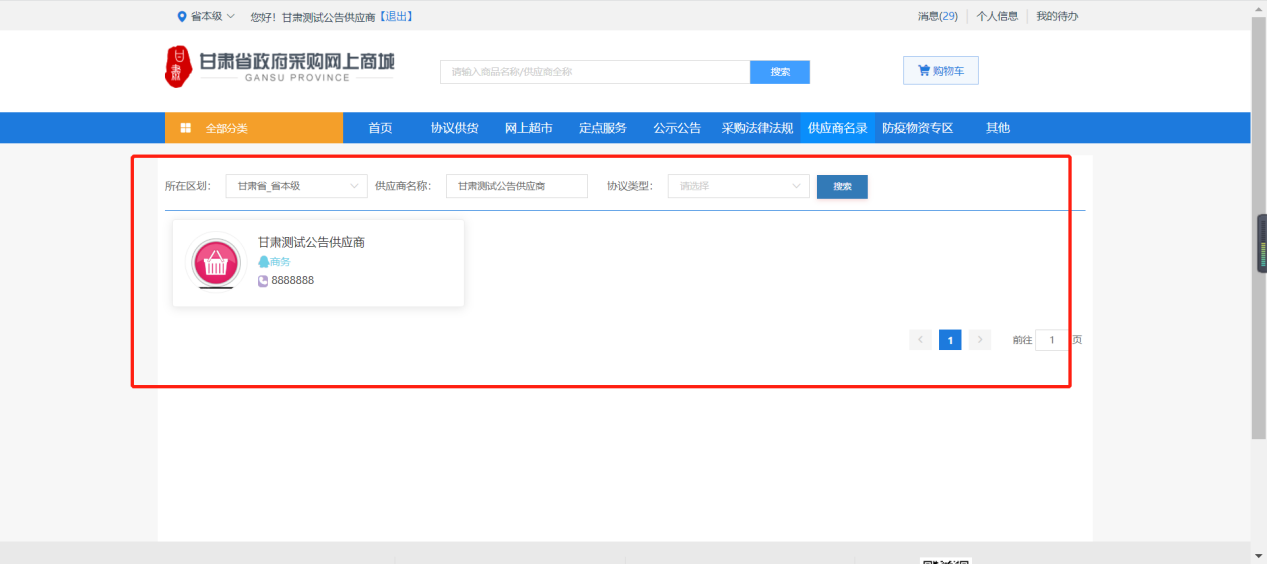 省本级 您好！甘肃测试公告供应商【退出】 消息(29) 个人信息 我的待办
甘肃
甘肃省政府采购网上商城
GANSU PROVINCE
请输入商品名称/供应商全称 搜索 购物车
全部分类 首页 协议供货 网上超市 定点服务 公示公告 采购法律法规 供应商名录 防疫物资专区 其他
所在区划： 甘肃省_省本级 供应商名称： 甘肃测试公告供应商 协议类型： 请选择 搜索
甘肃测试公告供应商
商务
8888888
< 1 > 前往 1 页